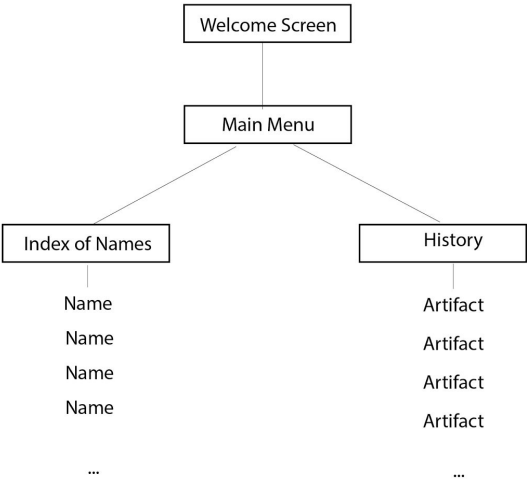 Welcome Screen
Main Menu
Index of Names
History
Name
Name
Name
Name
...
Artifact
Artifact
Artifact
Artifact
...